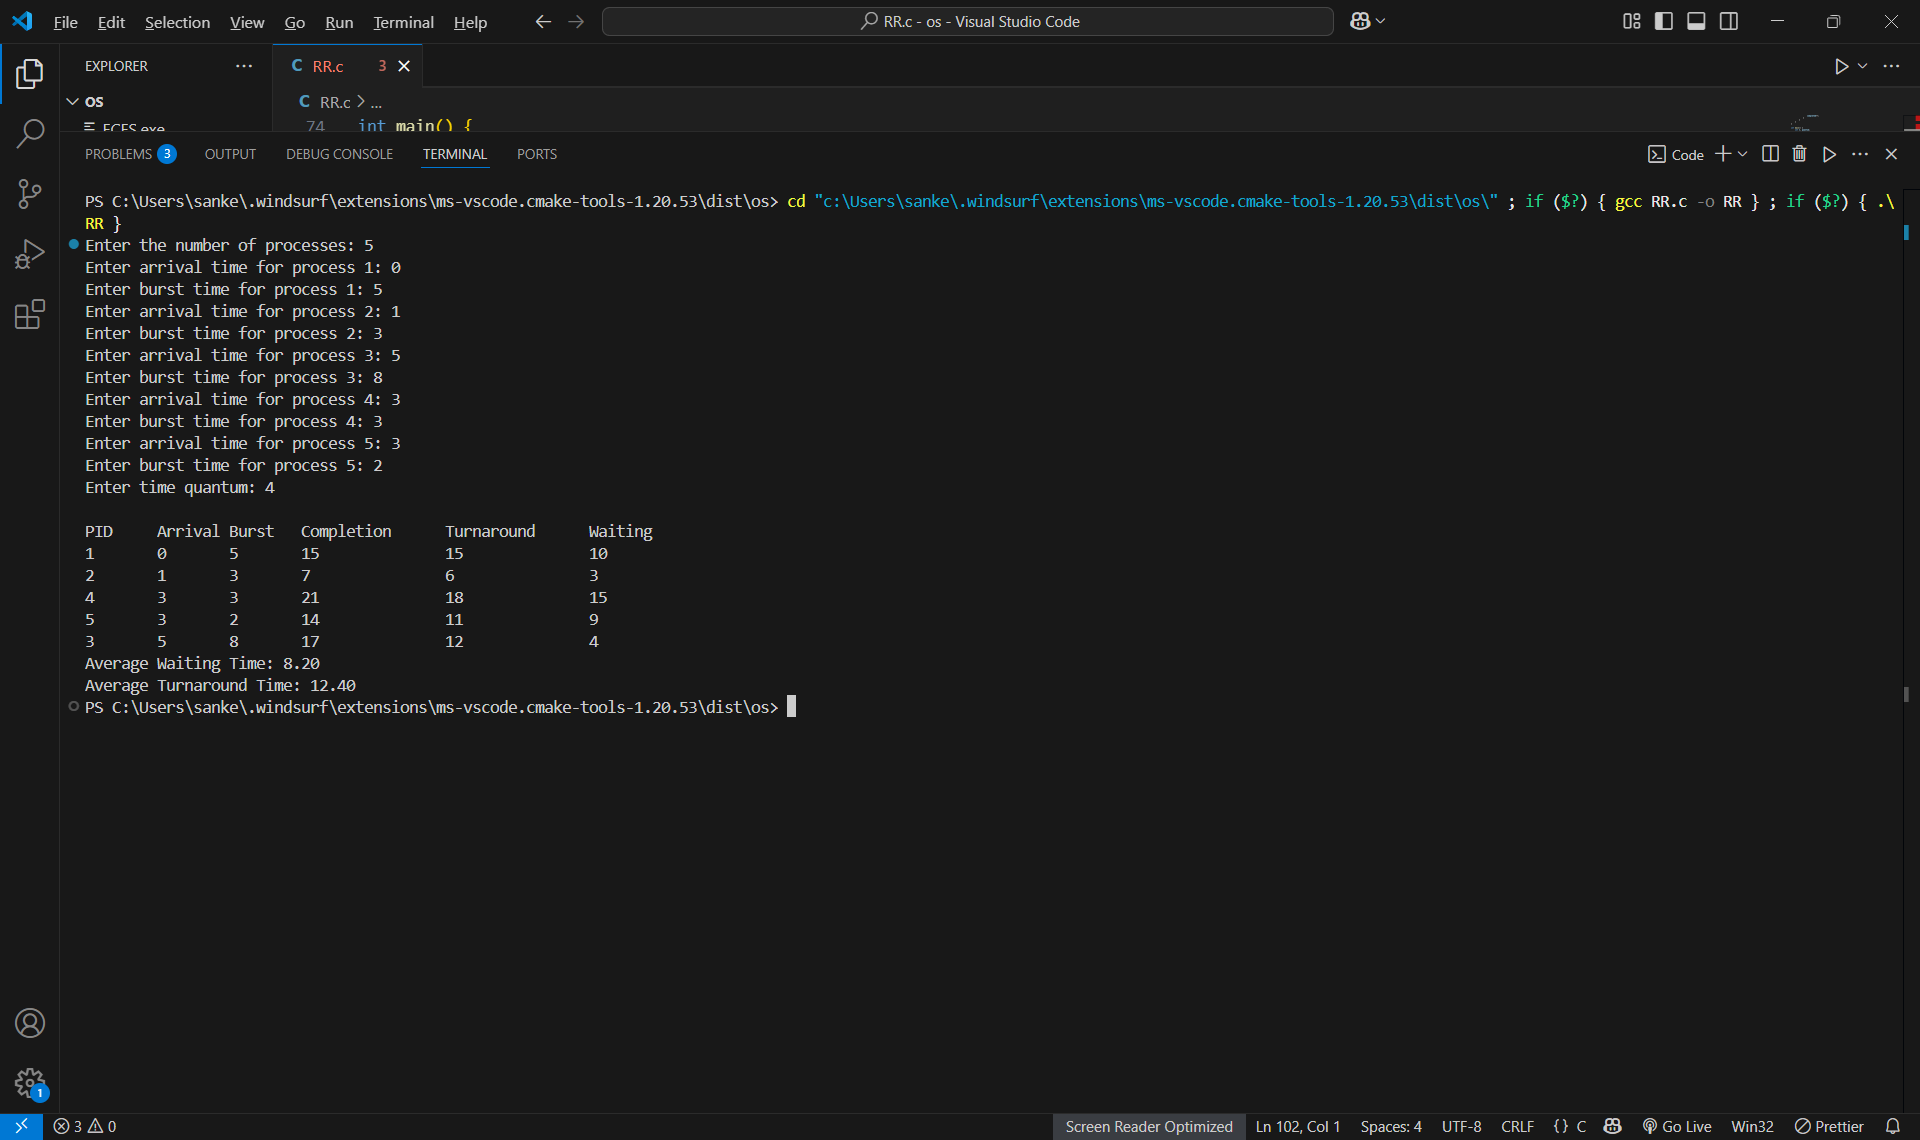 File Edit Selection View Go Run Terminal Help
RR.c - os - Visual Studio Code
EXPLORER
C RR.c 3
OS
C RR.c > ...
FCFS.exe
74 int main() {
PROBLEMS 3 OUTPUT DEBUG CONSOLE TERMINAL PORTS
Code
PS C:\Users\sanke\.windsurf\extensions\ms-vscode.cmake-tools-1.20.53\dist\os> cd "c:\Users\sanke\.windsurf\extensions\ms-vscode.cmake-tools-1.20.53\dist\os\" ; if ($?) { gcc RR.c -o RR } ; if ($?) { .\
RR }
Enter the number of processes: 5
Enter arrival time for process 1: 0
Enter burst time for process 1: 5
Enter arrival time for process 2: 1
Enter burst time for process 2: 3
Enter arrival time for process 3: 5
Enter burst time for process 3: 8
Enter arrival time for process 4: 3
Enter burst time for process 4: 3
Enter arrival time for process 5: 3
Enter burst time for process 5: 2
Enter time quantum: 4
PID Arrival Burst Completion Turnaround Waiting
1 0 5 15 15 10
2 1 3 7 6 3
4 3 3 21 18 15
5 3 2 14 11 9
3 5 8 17 12 4
Average Waiting Time: 8.20
Average Turnaround Time: 12.40
PS C:\Users\sanke\.windsurf\extensions\ms-vscode.cmake-tools-1.20.53\dist\os>
1
3 0
Screen Reader Optimized Ln 102, Col 1 Spaces: 4 UTF-8 CRLF {} C Go Live Win32 Prettier